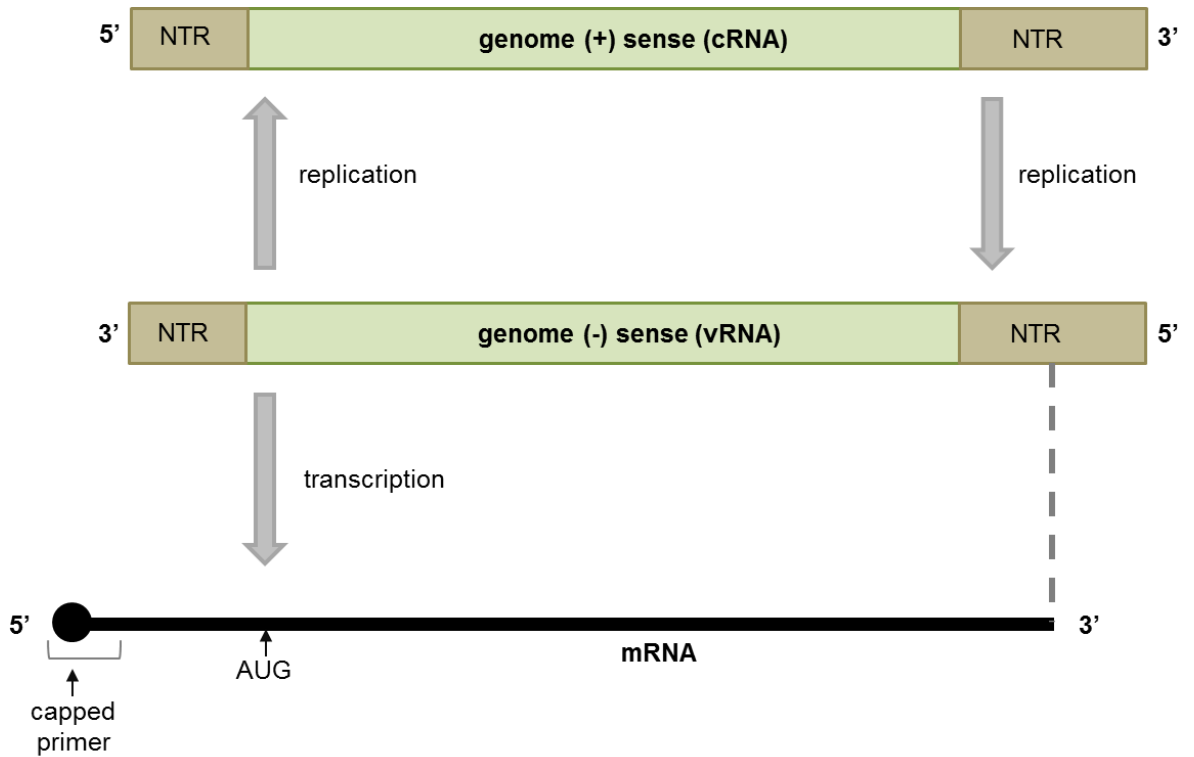 5’ NTR genome (+) sense (cRNA) NTR 3’
replication replication
3’ NTR genome (-) sense (vRNA) NTR 5’
transcription
5’ 3’
mRNA
AUG
capped
primer